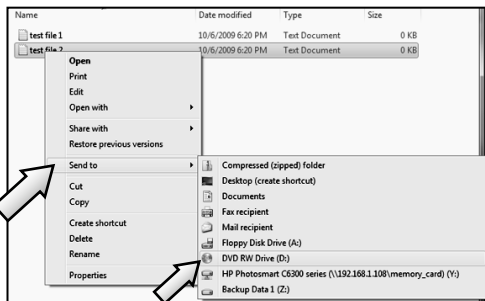 Name Date modified Type Size
test file 1 10/6/2009 6:20 PM Text Document 0 KB
test file 2 10/6/2009 6:20 PM Text Document 0 KB
Open
Print
Edit
Open with
Share with
Restore previous versions
Send to
Cut
Copy
Create shortcut
Delete
Rename
Properties
Compressed (zipped) folder
Desktop (create shortcut)
Documents
Fax recipient
Mail recipient
Floppy Disk Drive (A:)
DVD RW Drive (D:)
HP Photosmart C6300 series (\\192.168.1.108\memory_card) (Y:)
Backup Data 1 (Z:)